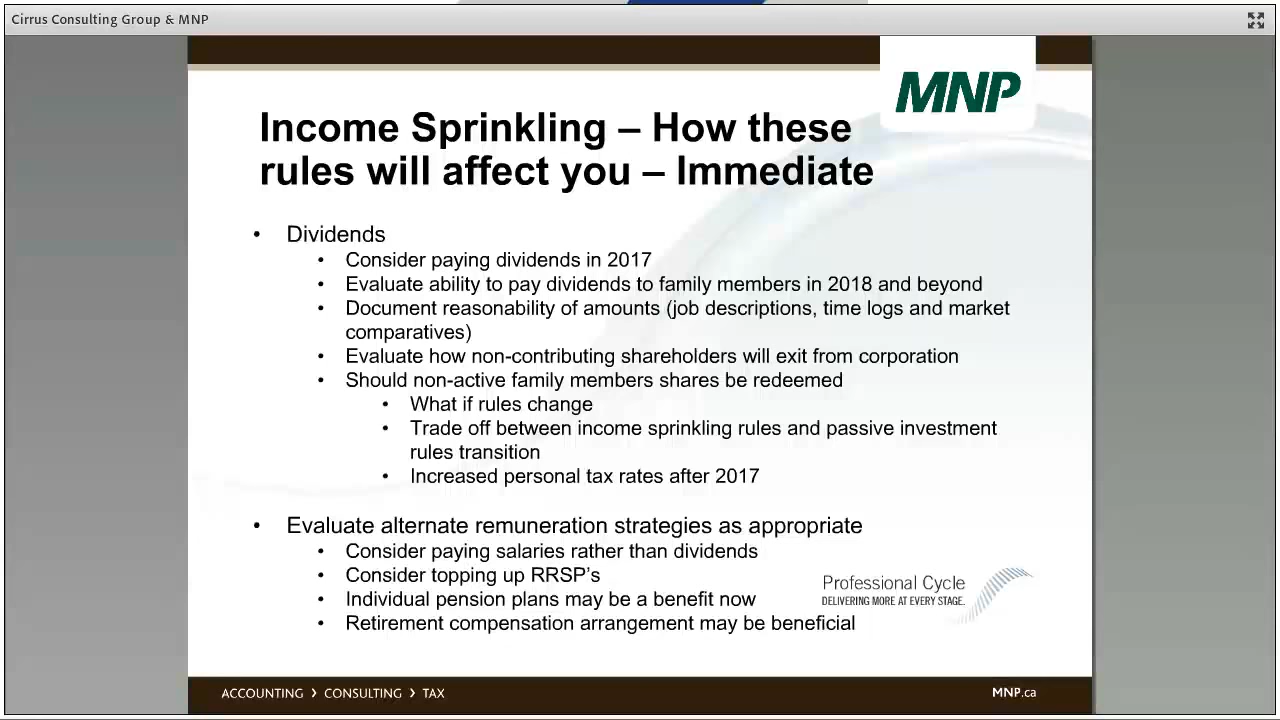 Cirrus Consulting Group & MNP
MNP
Income Sprinkling – How these
rules will affect you – Immediate
• Dividends
• Consider paying dividends in 2017
• Evaluate ability to pay dividends to family members in 2018 and beyond
• Document reasonability of amounts (job descriptions, time logs and market
comparatives)
• Evaluate how non-contributing shareholders will exit from corporation
• Should non-active family members shares be redeemed
• What if rules change
• Trade off between income sprinkling rules and passive investment
rules transition
• Increased personal tax rates after 2017
• Evaluate alternate remuneration strategies as appropriate
• Consider paying salaries rather than dividends
• Consider topping up RRSP’s
• Individual pension plans may be a benefit now
• Retirement compensation arrangement may be beneficial
Professional Cycle
DELIVERING MORE AT EVERY STAGE.
ACCOUNTING › CONSULTING › TAX
MNP.ca